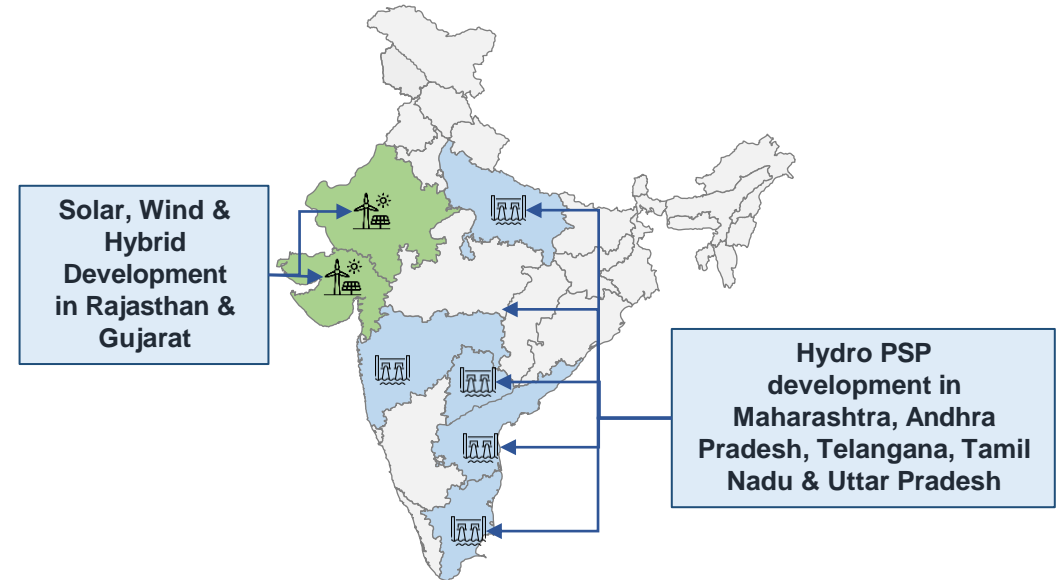 Solar, Wind &
Hybrid
Development
in Rajasthan &
Gujarat
Hydro PSP
development in
Maharashtra, Andhra
Pradesh, Telangana, Tamil
Nadu & Uttar Pradesh